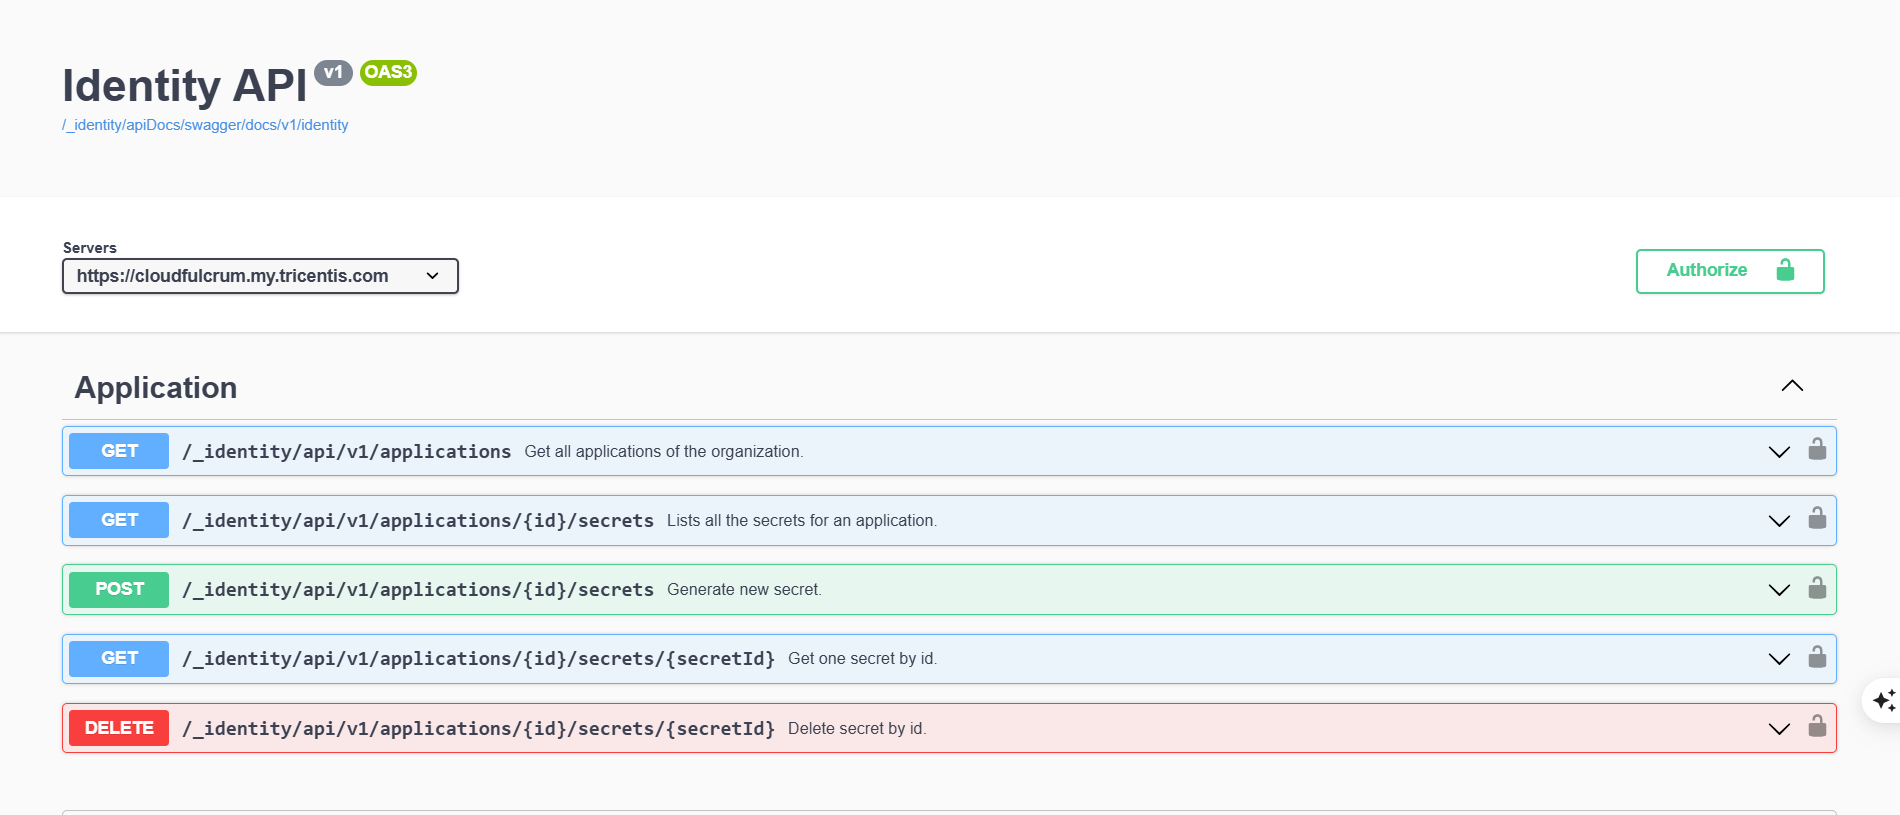 Identity API v1 OAS3
/_identity/apiDocs/swagger/docs/v1/identity
Servers
https://cloudfulcrum.my.tricentis.com
Authorize
Application
GET /_identity/api/v1/applications Get all applications of the organization.
GET /_identity/api/v1/applications/{id}/secrets Lists all the secrets for an application.
POST /_identity/api/v1/applications/{id}/secrets Generate new secret.
GET /_identity/api/v1/applications/{id}/secrets/{secretId} Get one secret by id.
DELETE /_identity/api/v1/applications/{id}/secrets/{secretId} Delete secret by id.